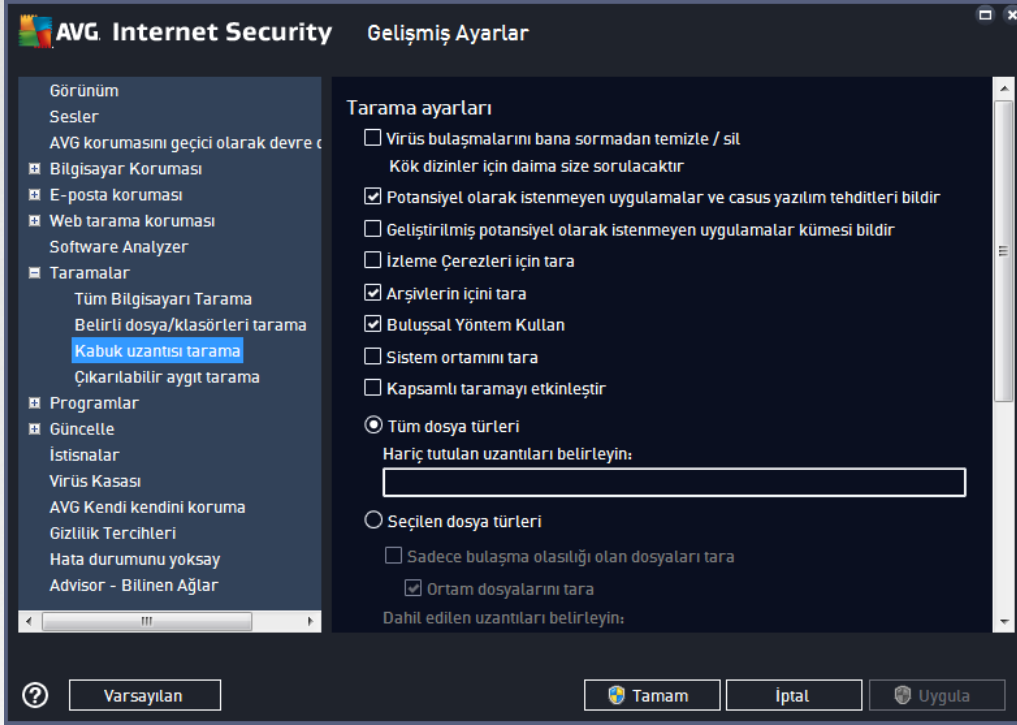 AVG. Internet Security Gelişmiş Ayarlar
Görünüm
Sesler
AVG korumasını geçici olarak devre
Bilgisayar Koruması
E-posta koruması
Web tarama koruması
Software Analyzer
Taramalar
Tüm Bilgisayarı Tarama
Belirli dosya/klasörleri tarama
Kabuk uzantısı tarama
Çıkarılabilir aygıt tarama
Programlar
Güncelle
İstisnalar
Virüs Kasası
AVG Kendi kendini koruma
Gizlilik Tercihleri
Hata durumunu yoksay
Advisor - Bilinen Ağlar
Tarama ayarları
Virüs bulaşmalarını bana sormadan temizle / sil
Kök dizinler için daima size sorulacaktır
Potansiyel olarak istenmeyen uygulamalar ve casus yazılım tehditleri bildir
Geliştirilmiş potansiyel olarak istenmeyen uygulamalar kümesi bildir
İzleme Çerezleri için tara
Arşivlerin içini tara
Buluşsal Yöntem Kullan
Sistem ortamını tara
Kapsamlı taramayı etkinleştir
Tüm dosya türleri
Hariç tutulan uzantıları belirleyin:
Seçilen dosya türleri
Sadece bulaşma olasılığı olan dosyaları tara
Ortam dosyalarını tara
Dahil edilen uzantıları belirleyin:
Varsayılan
Tamam
İptal
Uygula